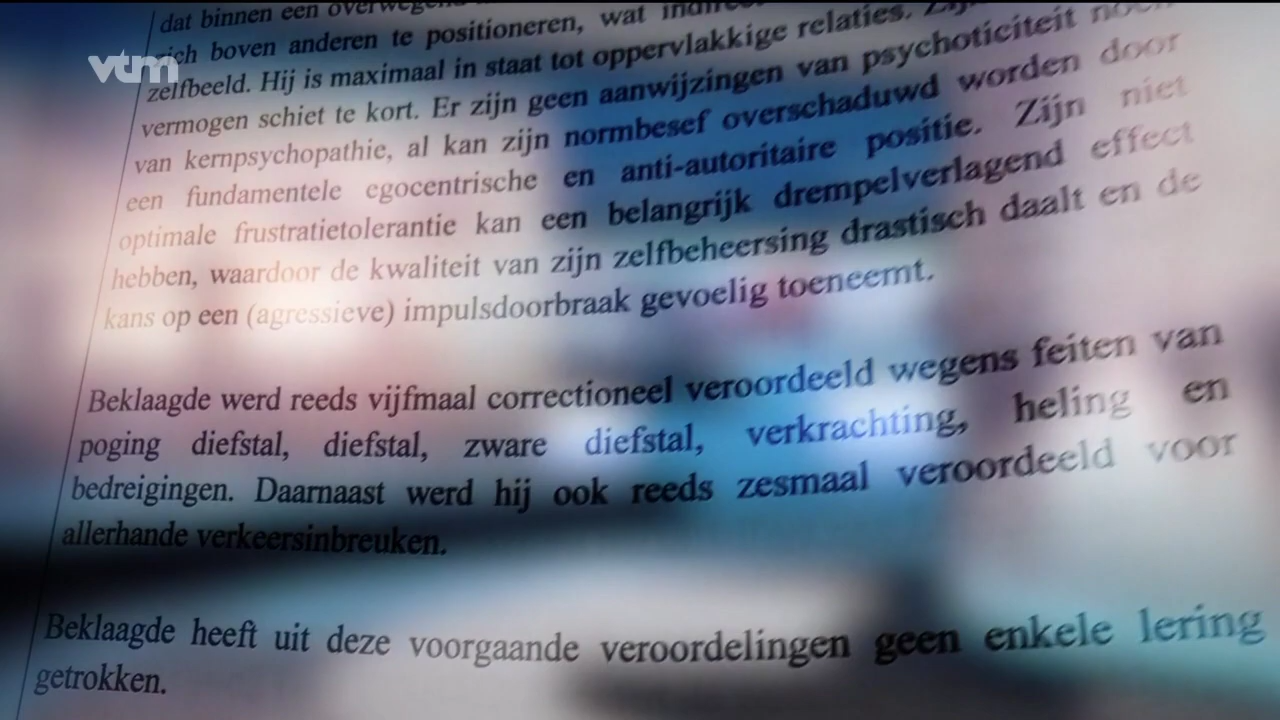 vtm
dat binnen een overwegend
zich boven anderen te positioneren, wat indirect
zelfbeeld. Hij is maximaal in staat tot oppervlakkige relaties. Zijn
vermogen schiet te kort. Er zijn geen aanwijzingen van psychoticiteit noch
van kernpsychopathie, al kan zijn normbesef overschaduwd worden door
een fundamentele egocentrische en anti-autoritaire positie. Zijn niet
optimale frustratietolerantie kan een belangrijk drempelverlagend effect
hebben, waardoor de kwaliteit van zijn zelfbeheersing drastisch daalt en de
kans op een (agressieve) impulsdoorbraak gevoelig toeneemt.
Beklaagde werd reeds vijfmaal correctioneel veroordeeld wegens feiten van
poging diefstal, diefstal, zware diefstal, verkrachting, heling en
bedreigingen. Daarnaast werd hij ook reeds zesmaal veroordeeld voor
allerhande verkeersinbreuken.
Beklaagde heeft uit deze voorgaande veroordelingen geen enkele lering
getrokken.